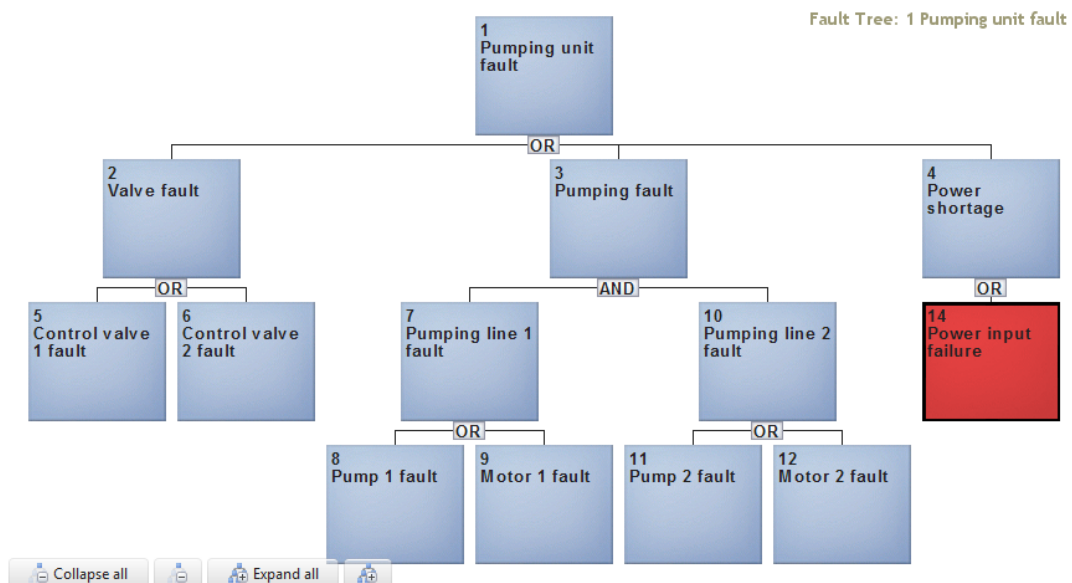 Fault Tree: 1 Pumping unit fault
1
Pumping unit
fault
OR
2
Valve fault
3
Pumping fault
4
Power
shortage
OR
AND
OR
5
Control valve
1 fault
6
Control valve
2 fault
7
Pumping line 1
fault
10
Pumping line 2
fault
14
Power input
failure
OR
OR
8
Pump 1 fault
9
Motor 1 fault
11
Pump 2 fault
12
Motor 2 fault
Collapse all
Expand all